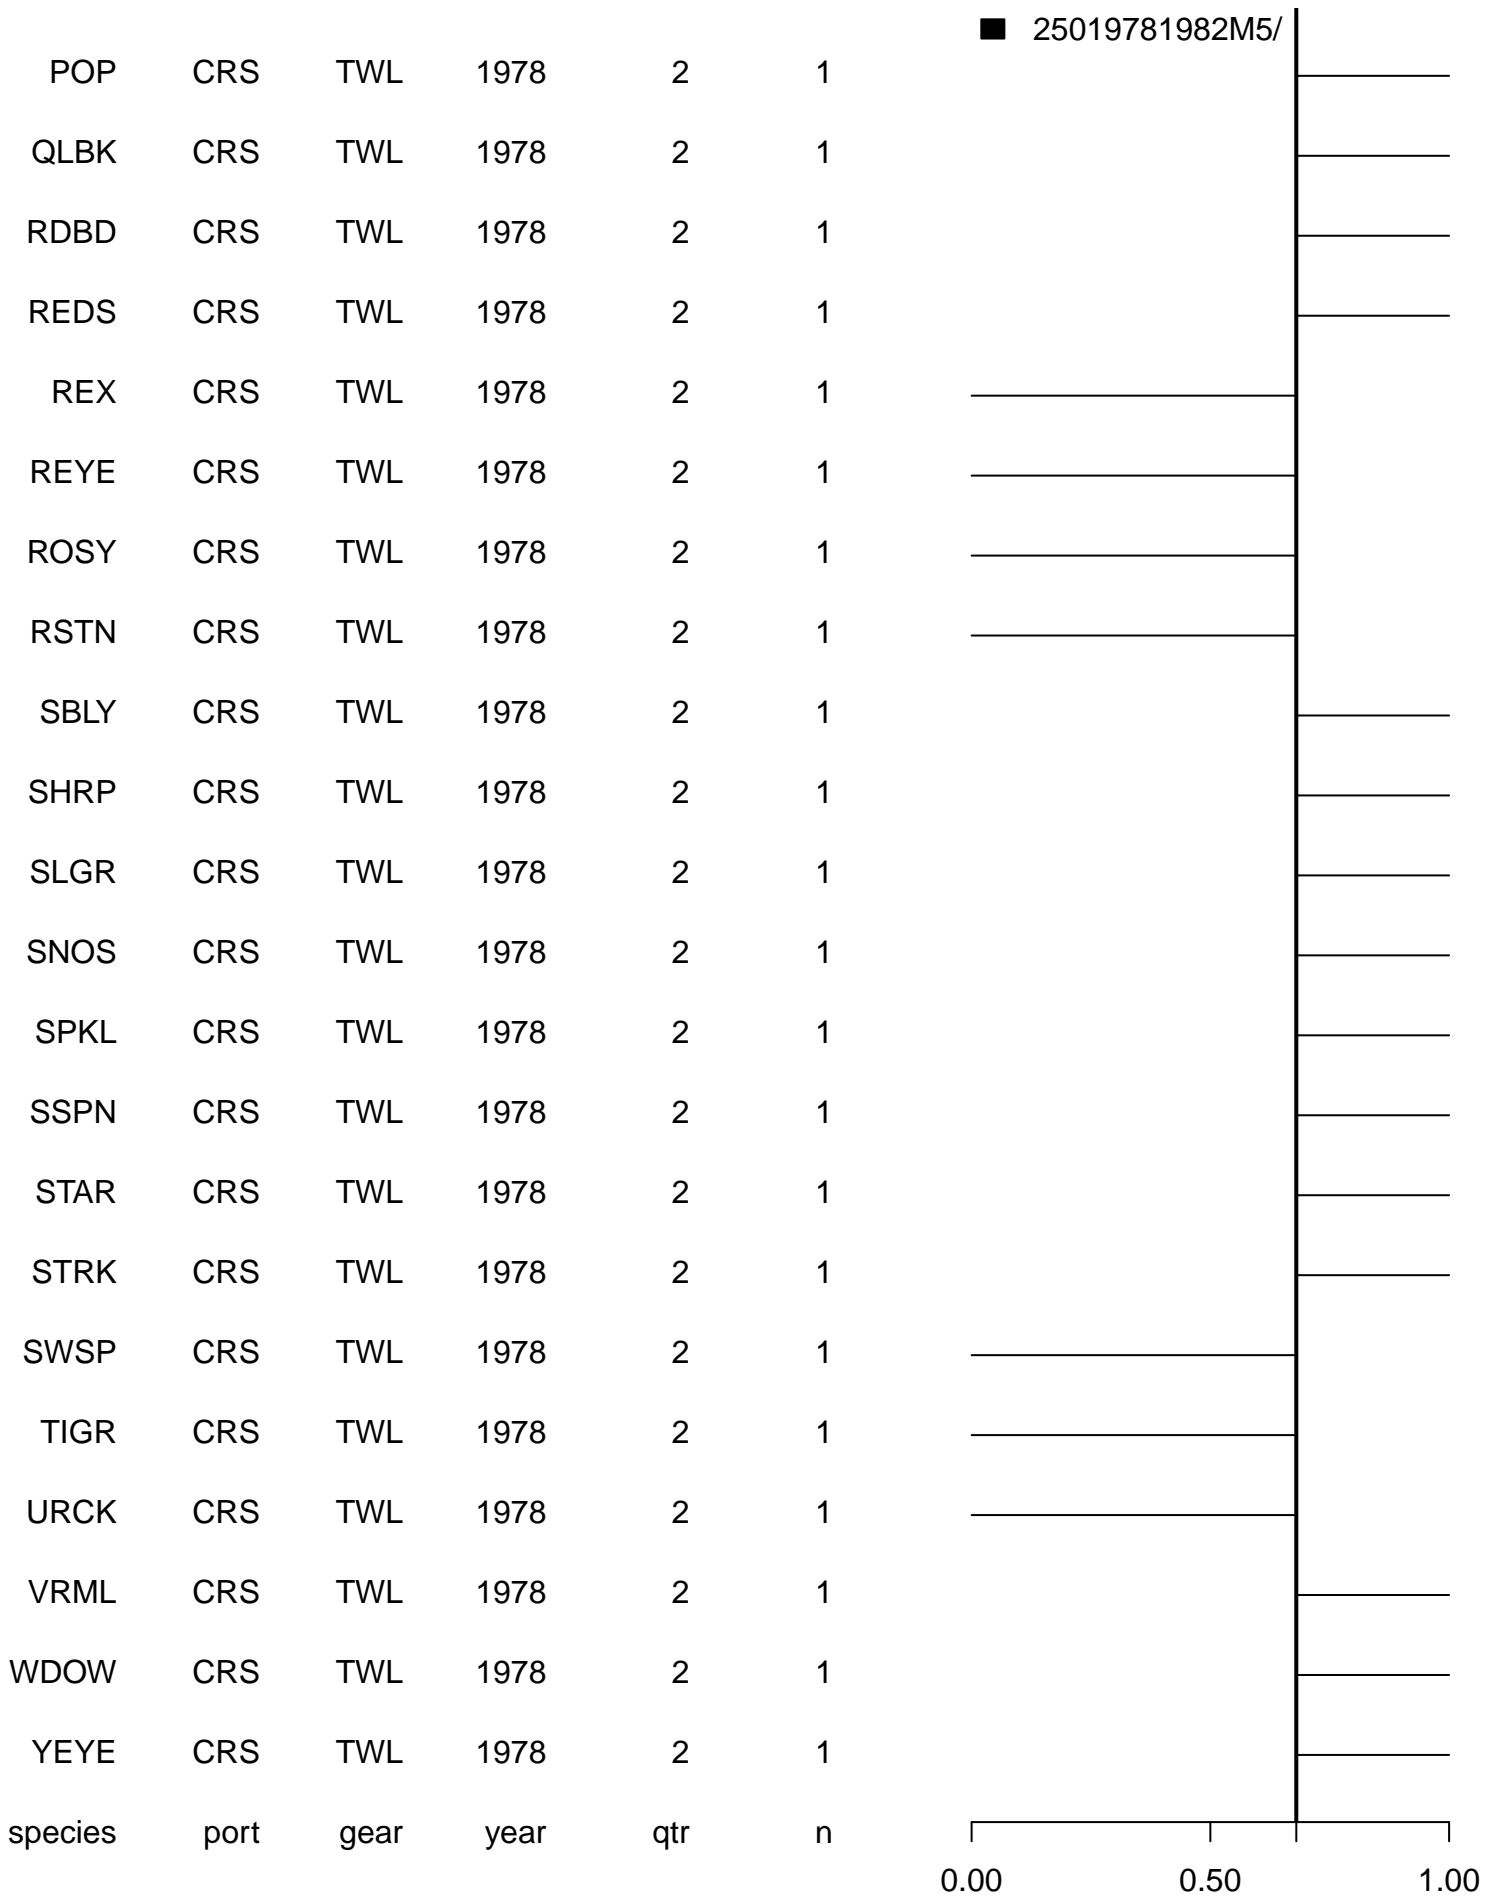 25019781982M5/
POP CRS TWL 1978 2 1
QLBK CRS TWL 1978 2 1
RDBD CRS TWL 1978 2 1
REDS CRS TWL 1978 2 1
REX CRS TWL 1978 2 1
REYE CRS TWL 1978 2 1
ROSY CRS TWL 1978 2 1
RSTN CRS TWL 1978 2 1
SBLY CRS TWL 1978 2 1
SHRP CRS TWL 1978 2 1
SLGR CRS TWL 1978 2 1
SNOS CRS TWL 1978 2 1
SPKL CRS TWL 1978 2 1
SSPN CRS TWL 1978 2 1
STAR CRS TWL 1978 2 1
STRK CRS TWL 1978 2 1
SWSP CRS TWL 1978 2 1
TIGR CRS TWL 1978 2 1
URCK CRS TWL 1978 2 1
VRML CRS TWL 1978 2 1
WDOW CRS TWL 1978 2 1
YEYE CRS TWL 1978 2 1
species port gear year qtr n
0.00 0.50 1.00